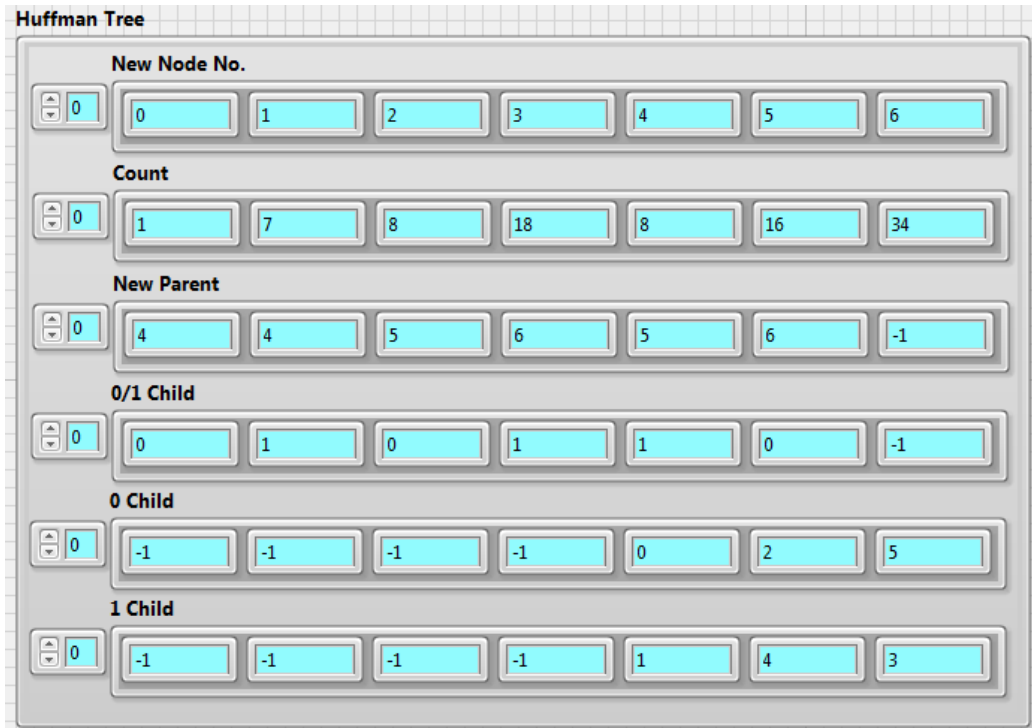 Huffman Tree
New Node No.
0 0 1 2 3 4 5 6
Count
0 1 7 8 18 8 16 34
New Parent
0 4 4 5 6 5 6 -1
0/1 Child
0 0 1 0 1 1 0 -1
0 Child
0 -1 -1 -1 -1 0 2 5
1 Child
0 -1 -1 -1 -1 1 4 3